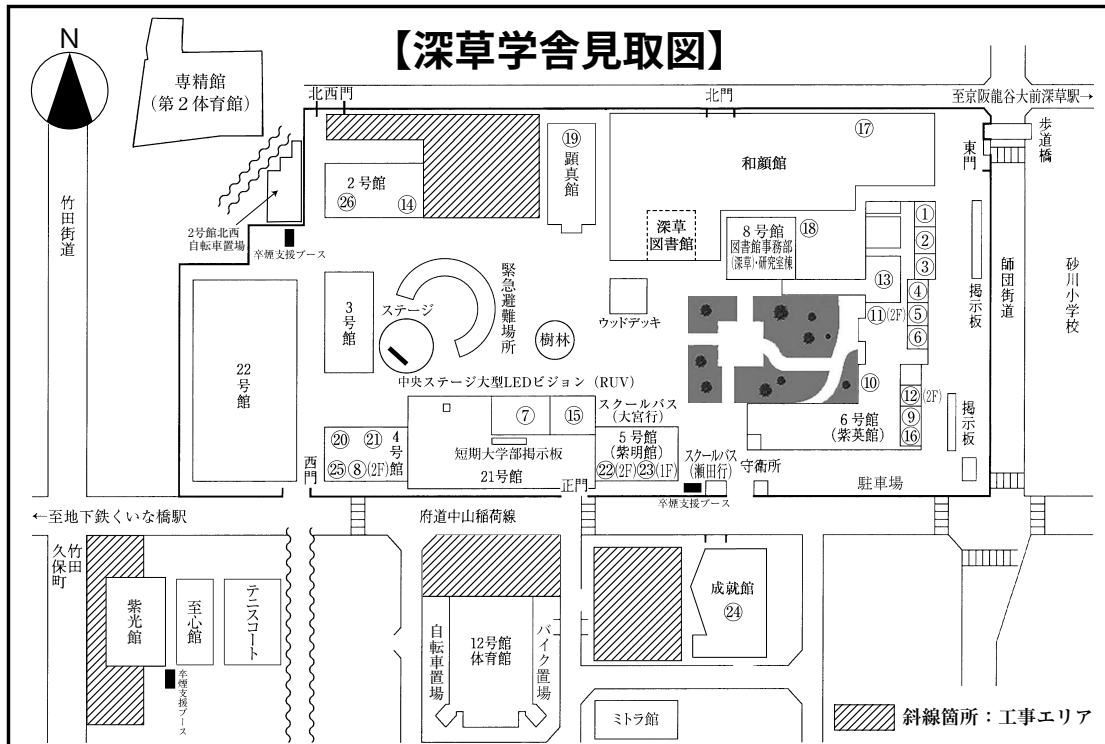 【深草学舎見取図】
N
専精館
(第2体育館)
北西門
北門
至京阪龍谷大前深草駅→
歩道橋
東門
⑰
⑲
顕真館
和顔館
2号館
㉖
⑭
竹田街道
2号館北西
自転車置場
卒煙支援ブース
深草
図書館
8号館
図書館事務部
(深草)・研究室棟
⑱
①
②
③
⑬
④
⑤
⑥
⑪(2F)
掲示板
師団街道
砂川小学校
緊急避難場所
ステージ
3号館
樹林
ウッドデッキ
22号館
中央ステージ大型LEDビジョン(RUV)
⑩
⑫(2F)
⑨
⑯
掲示板
6号館
(紫英館)
⑦
⑮
スクールバス
(大宮行)
⑳
㉑
4号館
㉕
⑧(2F)
短期大学部掲示板
21号館
5号館
(紫明館)
㉒(2F)㉓(1F)
スクールバス
(瀬田行)
守衛所
駐車場
西門
正門
卒煙支援ブース
←至地下鉄くいな橋駅
府道中山稲荷線
竹田
久保町
紫光館
至心館
テニスコート
卒煙支援ブース
自転車置場
12号館
体育館
バイク置場
成就館
㉔
ミトラ館
斜線箇所:工事エリア